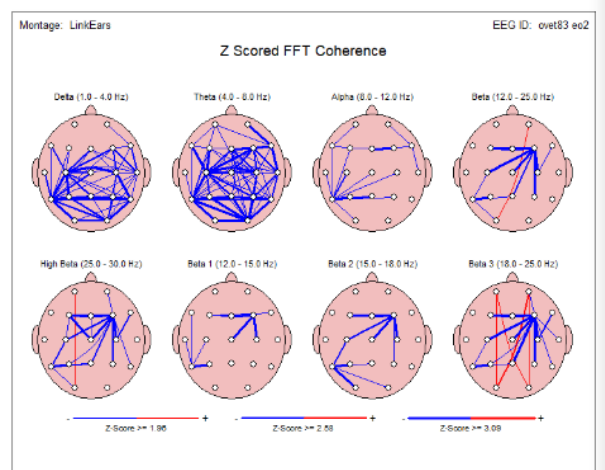 Montage: LinkEars EEG ID: ovet83 eo2
Z Scored FFT Coherence
Delta (1.0 - 4.0 Hz) Theta (4.0 - 8.0 Hz) Alpha (8.0 - 12.0 Hz) Beta (12.0 - 25.0 Hz)
High Beta (25.0 - 30.0 Hz) Beta 1 (12.0 - 15.0 Hz) Beta 2 (15.0 - 18.0 Hz) Beta 3 (18.0 - 25.0 Hz)
- + - + - +
Z-Score >= 1.96 Z-Score >= 2.58 Z-Score >= 3.09